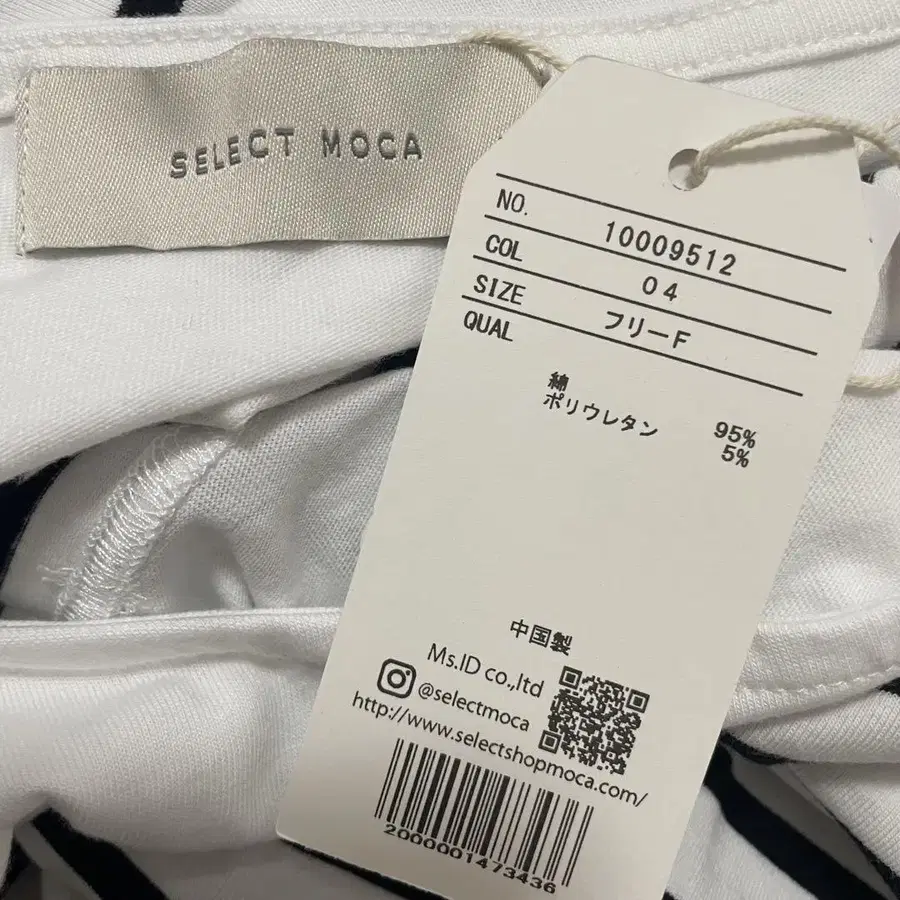 SELECT MOCA
NO. 10009512
COL 04
SIZE フリーF
QUAL
綿 95%
ポリウレタン 5%
中国製
Ms.ID co.,ltd
@selectmoca
http://www.selectshopmoca.com/
2000001473436